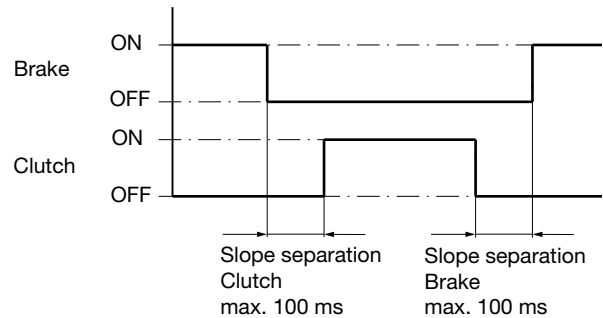 ON
Brake
OFF
ON
Clutch
OFF
Slope separation
Clutch
max. 100 ms
Slope separation
Brake
max. 100 ms